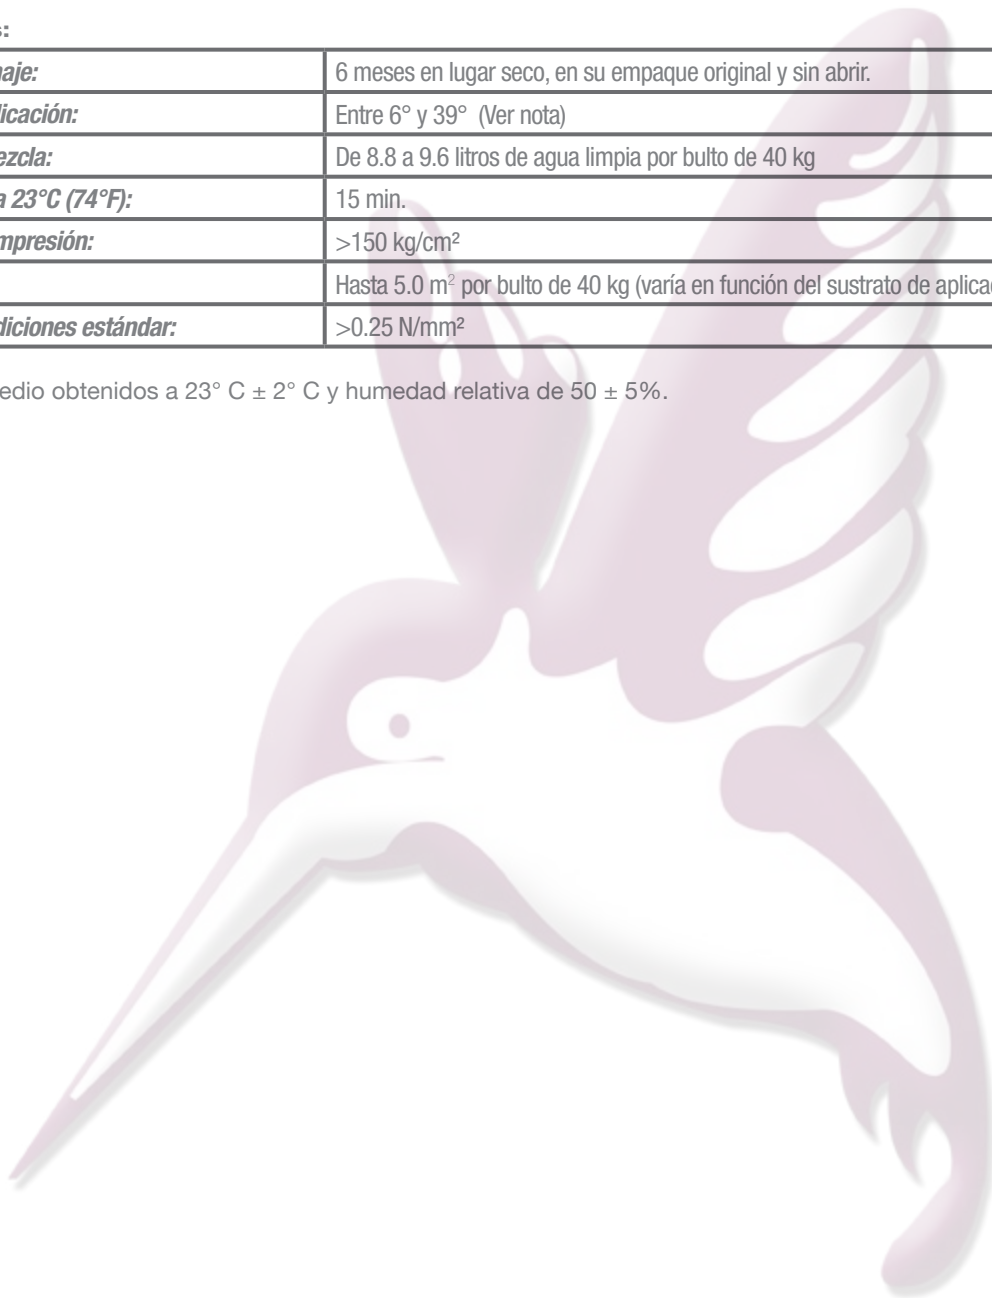 s:
naje: 6 meses en lugar seco, en su empaque original y sin abrir.
licación: Entre 6° y 39° (Ver nota)
ezcla: De 8.8 a 9.6 litros de agua limpia por bulto de 40 kg
a 23°C (74°F): 15 min.
mpresión: >150 kg/cm²
Hasta 5.0 m² por bulto de 40 kg (varía en función del sustrato de aplicac
diciones estándar: >0.25 N/mm²
edio obtenidos a 23° C ± 2° C y humedad relativa de 50 ± 5%.